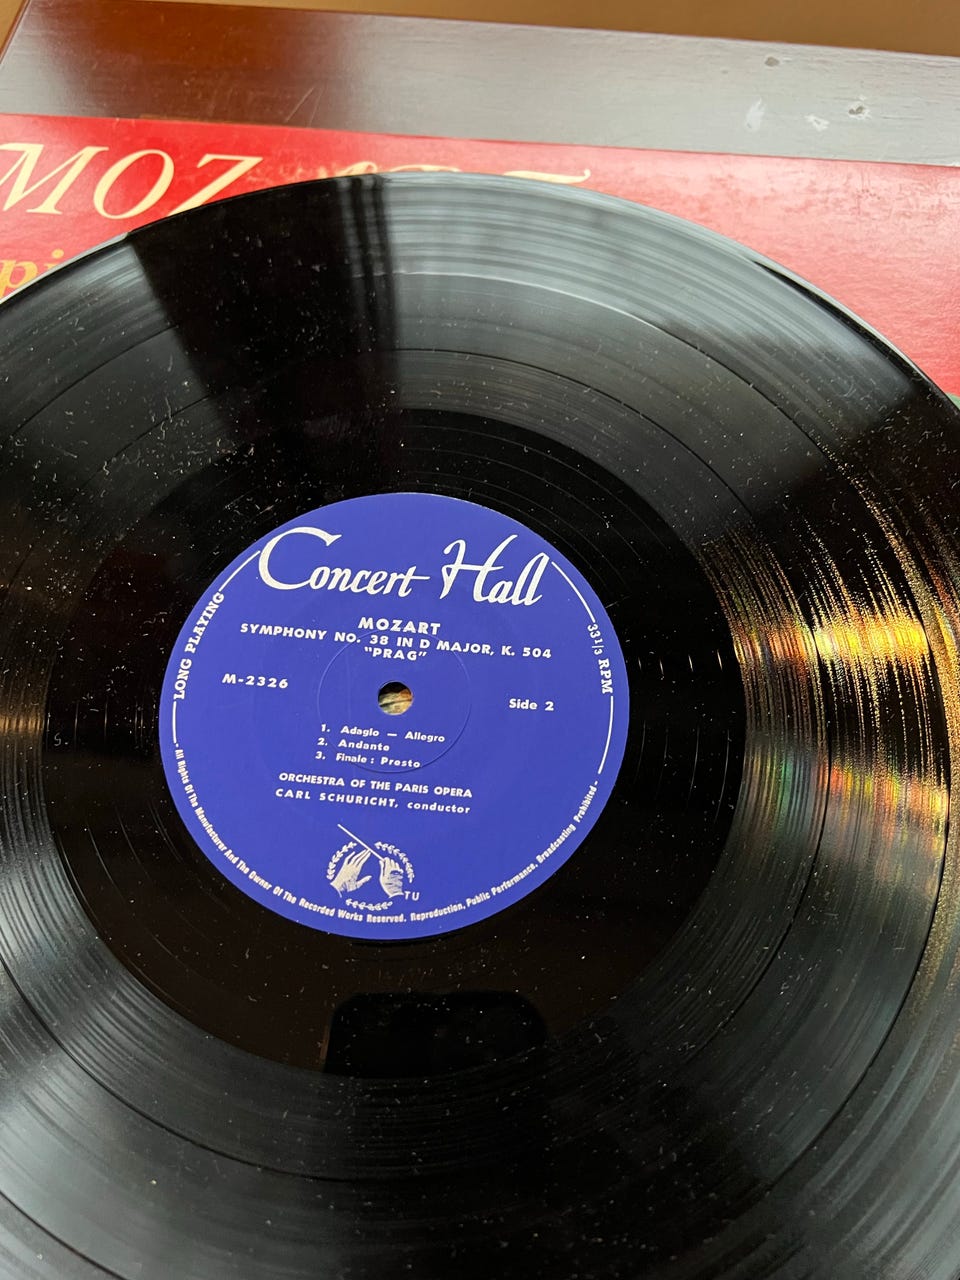 MOZ
pi
Concert Hall
MOZART
SYMPHONY NO. 38 IN D MAJOR, K. 504
"PRAG"
LONG PLAYING
33 1/3 RPM
M-2326
Side 2
1. Adagio — Allegro
2. Andante
3. Finale : Presto
ORCHESTRA OF THE PARIS OPERA
CARL SCHURICHT, conductor
TU
- All Rights Of The Manufacturer And The Owner Of The Recorded Works Reserved. Reproduction, Public Performance, Broadcasting Prohibited -